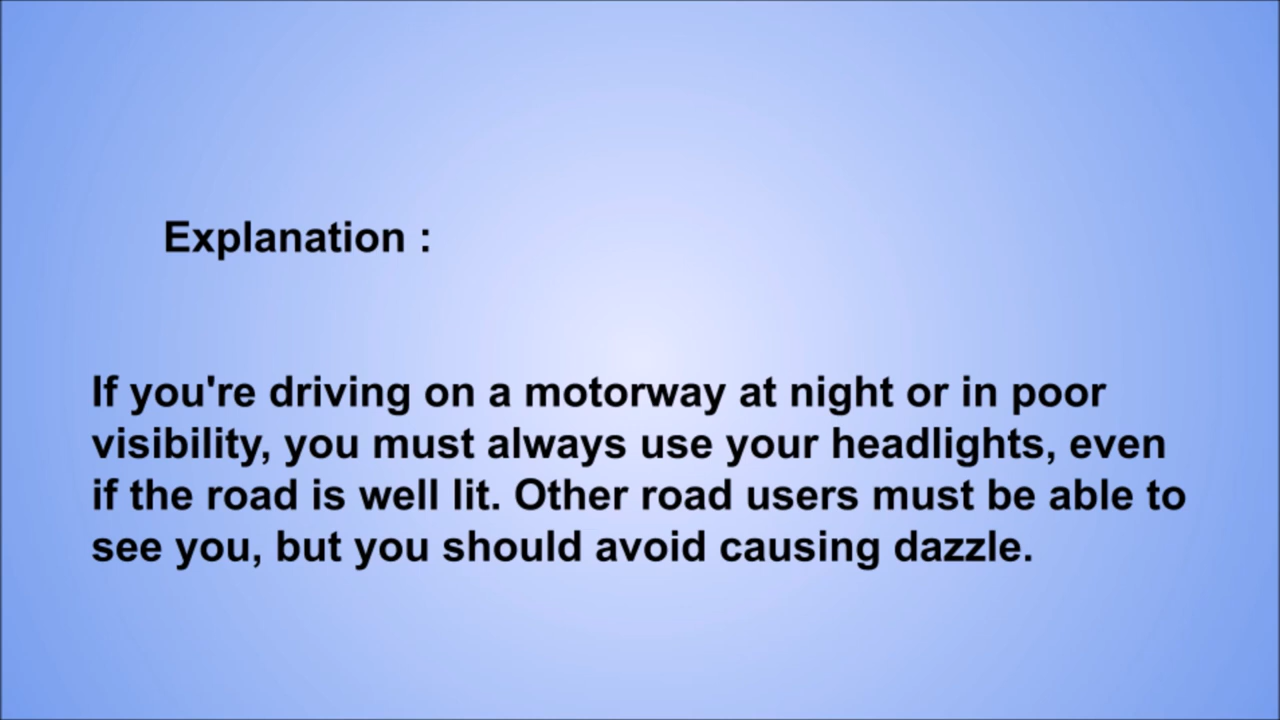 Explanation :
If you're driving on a motorway at night or in poor
visibility, you must always use your headlights, even
if the road is well lit. Other road users must be able to
see you, but you should avoid causing dazzle.